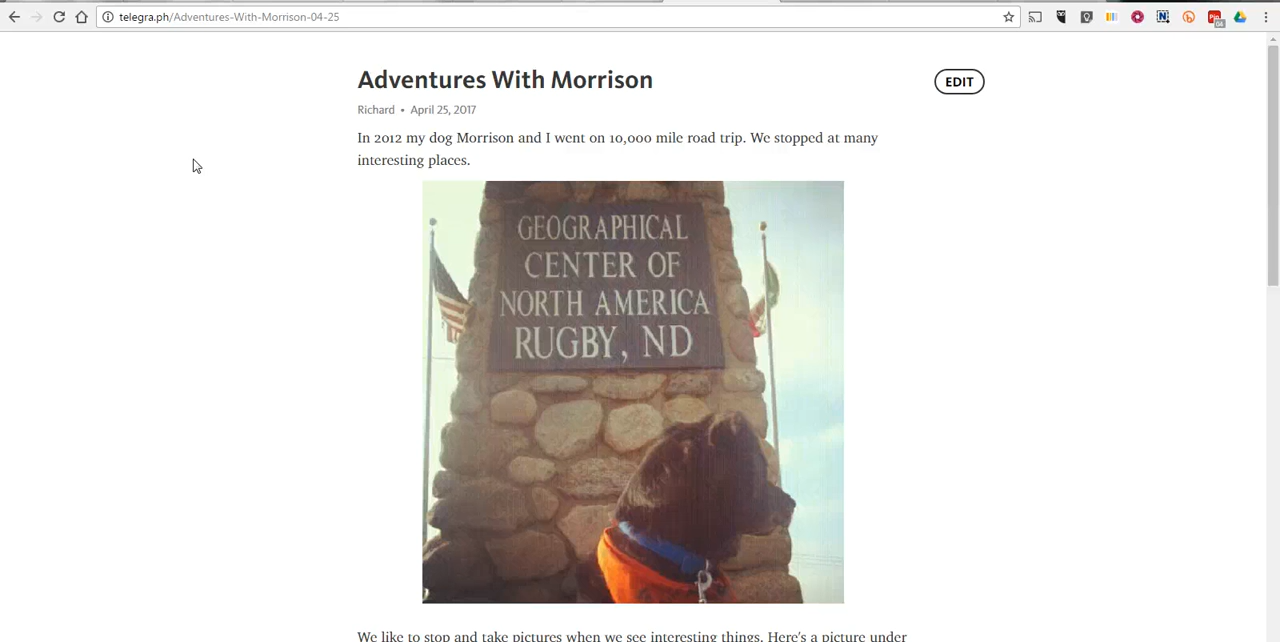 telegra.ph/Adventures-With-Morrison-04-25
Adventures With Morrison
EDIT
Richard • April 25, 2017
In 2012 my dog Morrison and I went on 10,000 mile road trip. We stopped at many
interesting places.
GEOGRAPHICAL
CENTER OF
NORTH AMERICA
RUGBY, ND
We like to stop and take pictures when we see interesting things. Here's a picture under